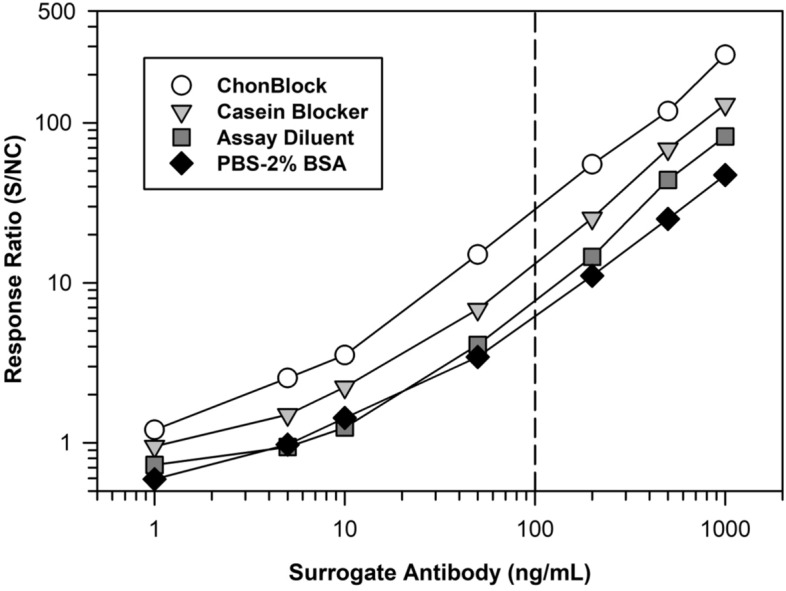 500
100
10
1
Response Ratio (S/NC)
ChonBlock
Casein Blocker
Assay Diluent
PBS-2% BSA
1 10 100 1000
Surrogate Antibody (ng/mL)